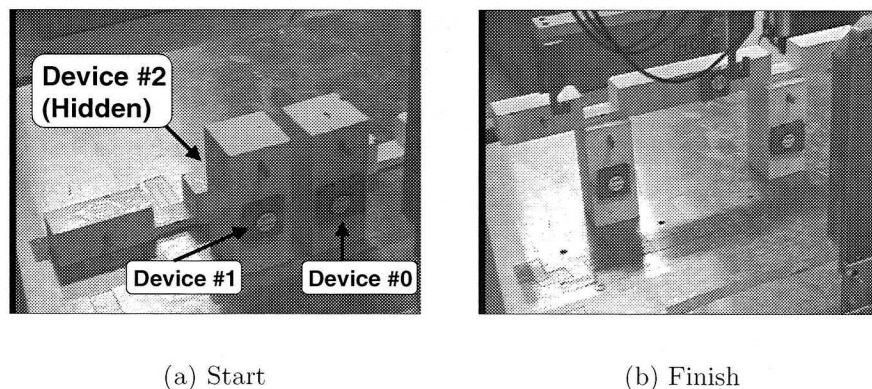 Device #2
(Hidden)
Device #1
Device #0
(a) Start
(b) Finish